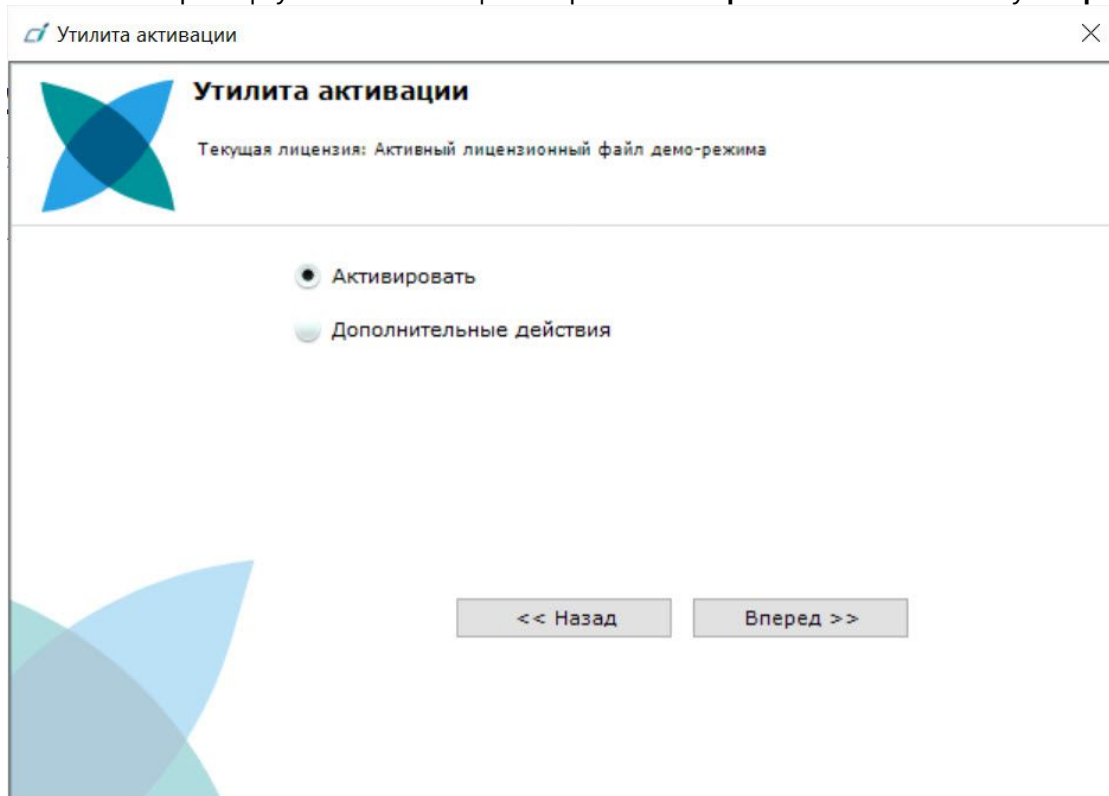 Утилита активации
Утилита активации
Текущая лицензия: Активный лицензионный файл демо-режима
Активировать
Дополнительные действия
<< Назад
Вперед >>